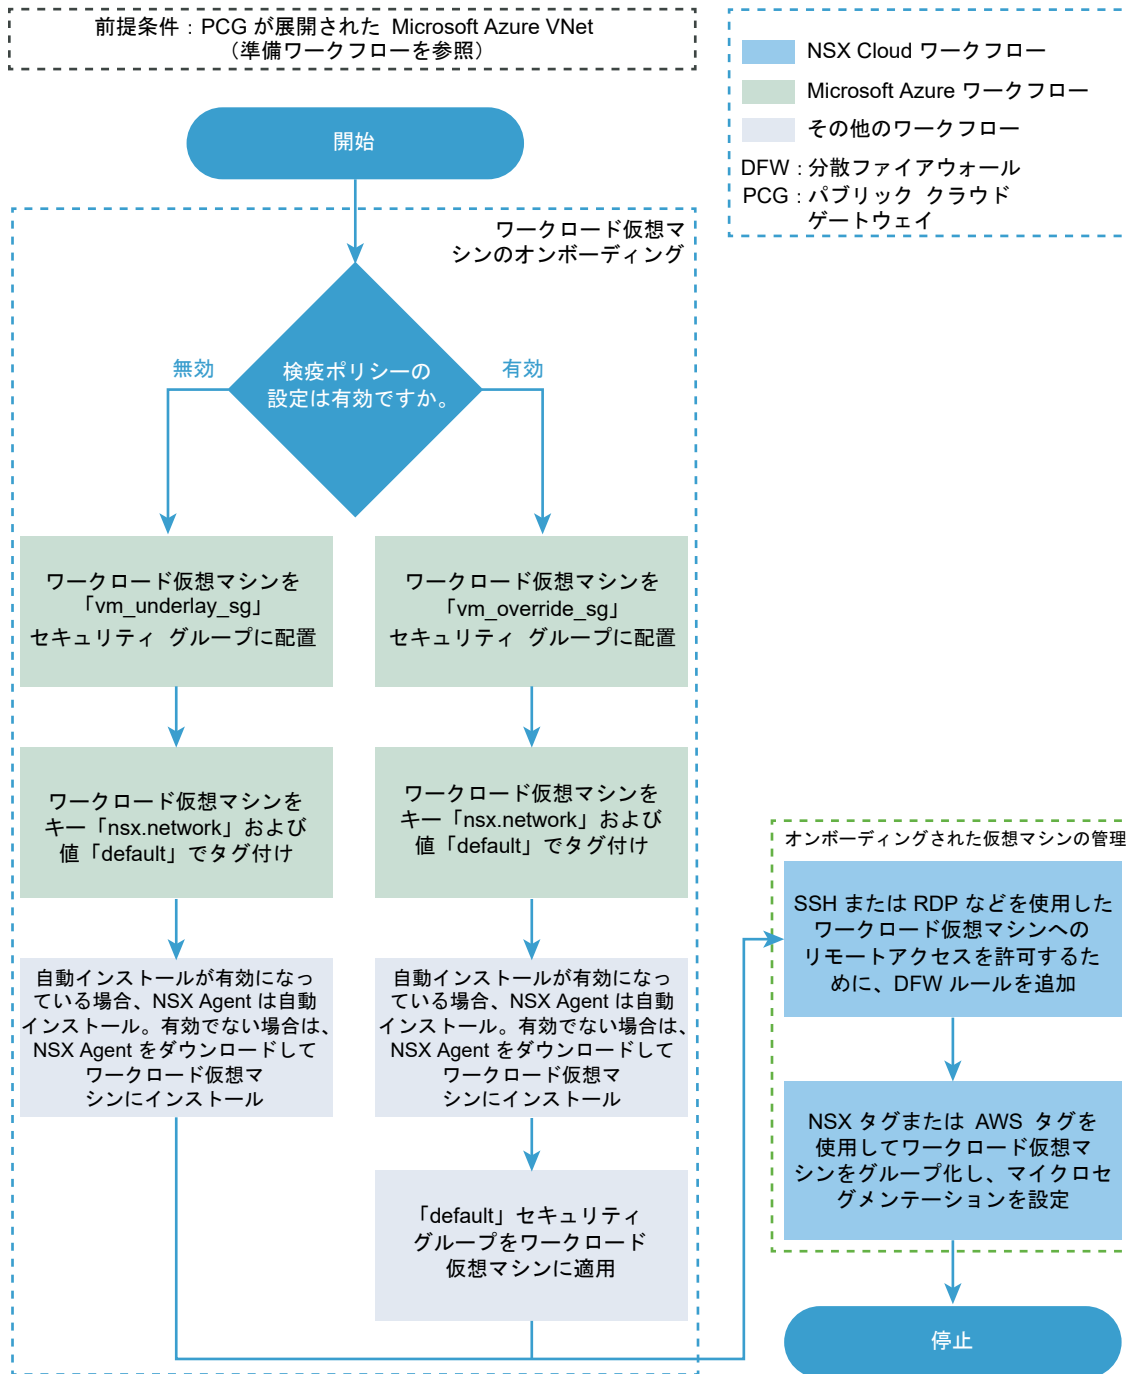 前提条件：PCG が展開された Microsoft Azure VNet
（準備ワークフローを参照）
NSX Cloud ワークフロー
Microsoft Azure ワークフロー
その他のワークフロー
DFW：分散ファイアウォール
PCG：パブリック クラウド
ゲートウェイ
開始
ワークロード仮想マ
シンのオンボーディング
無効
検疫ポリシーの
設定は有効ですか。
有効
ワークロード仮想マシンを
「vm_underlay_sg」
セキュリティ グループに配置
ワークロード仮想マシンを
「vm_override_sg」
セキュリティ グループに配置
ワークロード仮想マシンを
キー「nsx.network」および
値「default」でタグ付け
ワークロード仮想マシンを
キー「nsx.network」および
値「default」でタグ付け
自動インストールが有効になっ
ている場合、NSX Agent は自動
インストール。有効でない場合は、
NSX Agent をダウンロードして
ワークロード仮想マ
シンにインストール
自動インストールが有効になっ
ている場合、NSX Agent は自動
インストール。有効でない場合は、
NSX Agent をダウンロードして
ワークロード仮想マ
シンにインストール
「default」セキュリティ
グループをワークロード
仮想マシンに適用
オンボーディングされた仮想マシンの管理
SSH または RDP などを使用した
ワークロード仮想マシンへの
リモートアクセスを許可するた
めに、DFW ルールを追加
NSX タグまたは AWS タグを
使用してワークロード仮想マ
シンをグループ化し、マイクロセ
グメンテーションを設定
停止